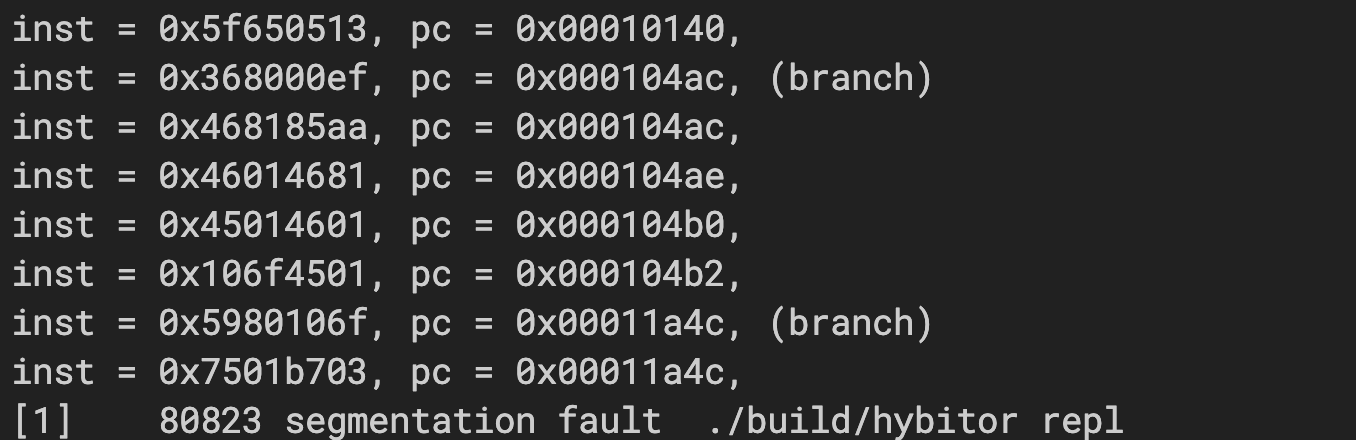 inst = 0x5f650513, pc = 0x00010140,
inst = 0x368000ef, pc = 0x000104ac, (branch)
inst = 0x468185aa, pc = 0x000104ac,
inst = 0x46014681, pc = 0x000104ae,
inst = 0x45014601, pc = 0x000104b0,
inst = 0x106f4501, pc = 0x000104b2,
inst = 0x5980106f, pc = 0x00011a4c, (branch)
inst = 0x7501b703, pc = 0x00011a4c,
[1]    80823 segmentation fault  ./build/hybitor repl